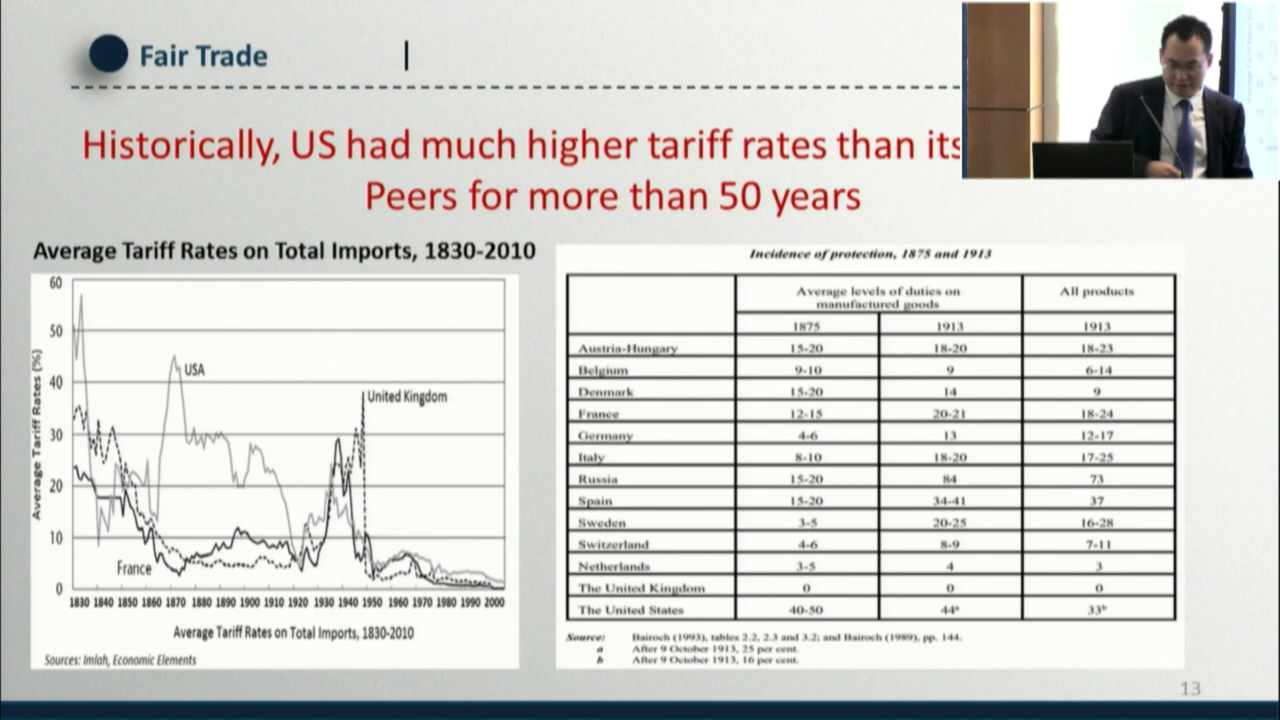 Fair Trade
Historically, US had much higher tariff rates than its
Peers for more than 50 years
Average Tariff Rates on Total Imports, 1830-2010
60
50
40
30
20
10
0
Average Tariff Rates (%)
USA
United Kingdom
France
1830 1840 1850 1860 1870 1880 1890 1900 1910 1920 1930 1940 1950 1960 1970 1980 1990 2000
Average Tariff Rates on Total Imports, 1830-2010
Sources: Imlah, Economic Elements
Incidence of protection, 1875 and 1913
Average levels of duties on All products
manufactured goods
1875 1913 1913
Austria-Hungary 15-20 18-20 18-23
Belgium 9-10 9 6-14
Denmark 15-20 14 9
France 12-15 20-21 18-24
Germany 4-6 13 12-17
Italy 8-10 18-20 17-25
Russia 15-20 84 73
Spain 15-20 34-41 37
Sweden 3-5 20-25 16-28
Switzerland 4-6 8-9 7-11
Netherlands 3-5 4 3
The United Kingdom 0 0 0
The United States 40-50 44ᵃ 33ᵇ
Source: Bairoch (1993), tables 2.2, 2.3 and 3.2; and Bairoch (1989), pp. 144.
a After 9 October 1913, 25 per cent.
b After 9 October 1913, 16 per cent.
13